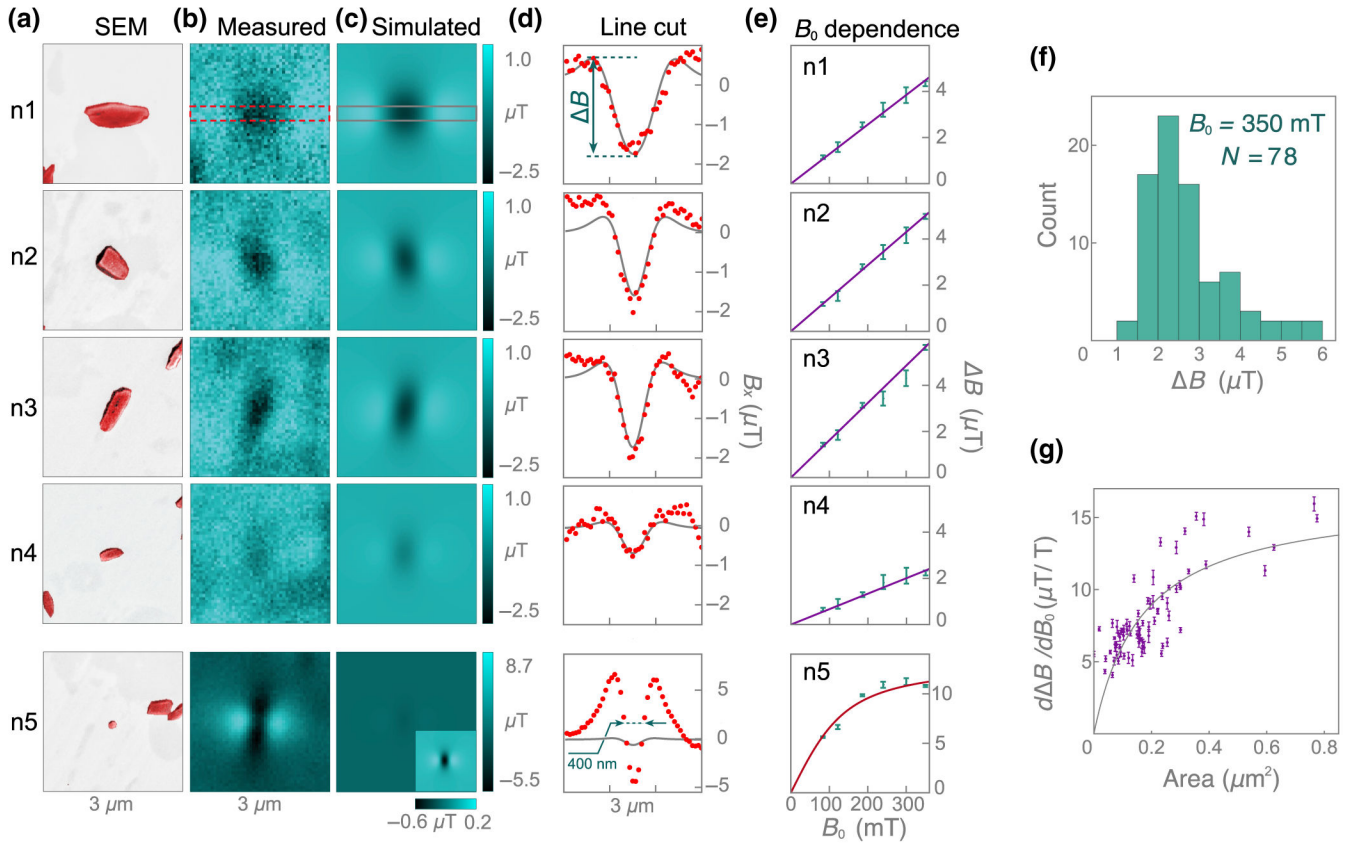 (a) (b) (c) (d) (e)
SEM Measured Simulated Line cut B₀ dependence
n1
1.0
µT
−2.5
ΔB
0
−1
−2
n1
4
2
0
n2
1.0
µT
−2.5
0
−1
−2
n2
4
2
0
n3
1.0
µT
−2.5
0
−1
−2
Bₓ (µT)
n3
4
2
0
ΔB (µT)
n4
1.0
µT
−2.5
0
−1
−2
n4
4
2
0
n5
8.7
µT
−5.5
400 nm
5
0
−5
n5
10
5
0
3 µm
3 µm
0 100 200 300
−0.6 µT 0.2
B₀ (mT)
(f)
B₀ = 350 mT
N = 78
20
10
Count
0 1 2 3 4 5 6
ΔB (µT)
(g)
15
10
5
dΔB/dB₀ (µT/ T)
0 0.2 0.4 0.6 0.8
Area (µm²)